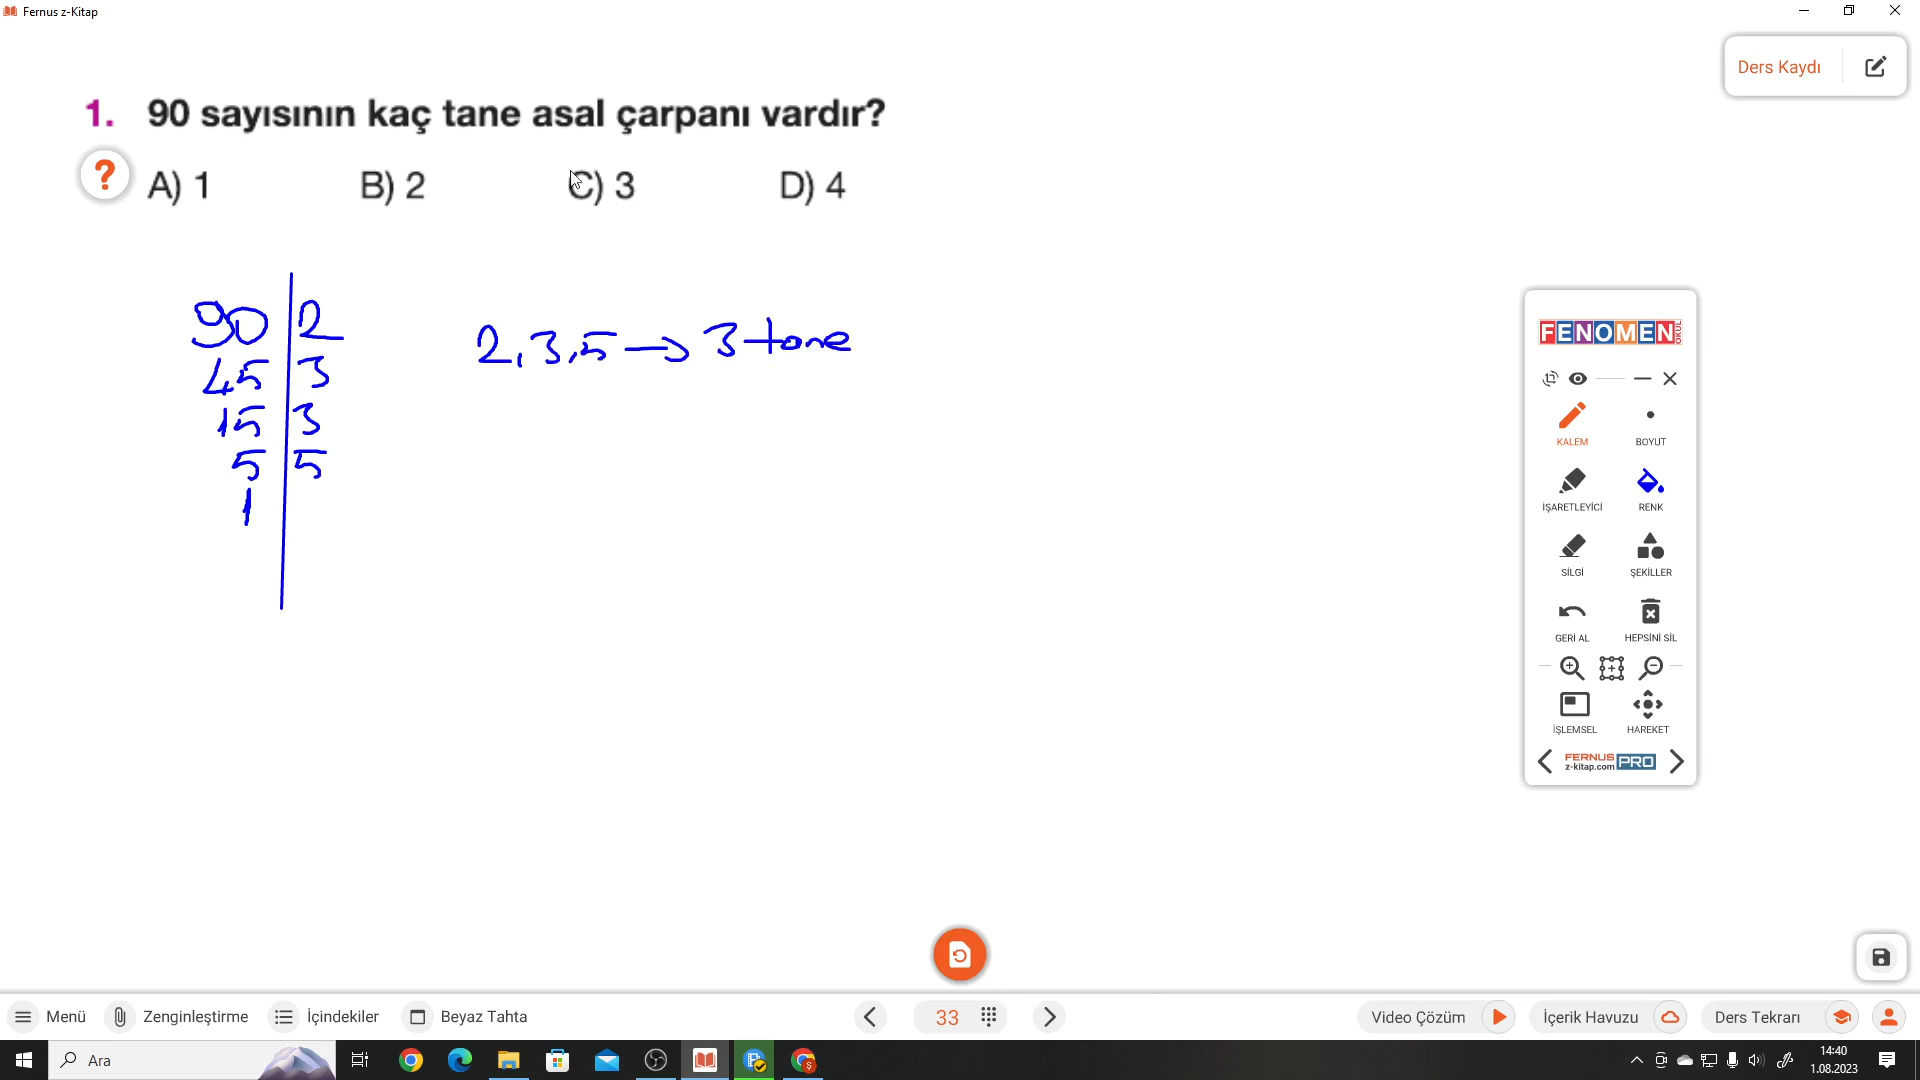 Fernus z-Kitap
Ders Kaydı
1. 90 sayısının kaç tane asal çarpanı vardır?
?
A) 1 B) 2 C) 3 D) 4
90 2
45 3
15 3
5 5
1
2,3,5 → 3 tane
FENOMEN OKUL
KALEM BOYUT
İŞARETLEYİCİ RENK
SİLGİ ŞEKİLLER
GERİ AL HEPSİNİ SİL
İŞLEMSEL HAREKET
FERNUS
z-kitap.com PRO
Menü Zenginleştirme İçindekiler Beyaz Tahta 33 Video Çözüm İçerik Havuzu Ders Tekrarı
Ara
14:40
1.08.2023